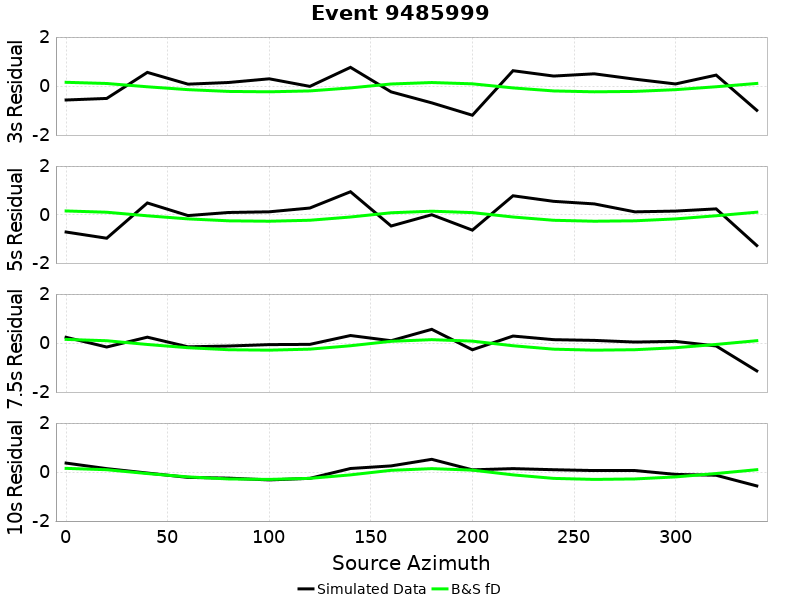 Event 9485999
3s Residual
2
0
-2
5s Residual
2
0
-2
7.5s Residual
2
0
-2
10s Residual
2
0
-2
0 50 100 150 200 250 300
Source Azimuth
Simulated Data B&S fD